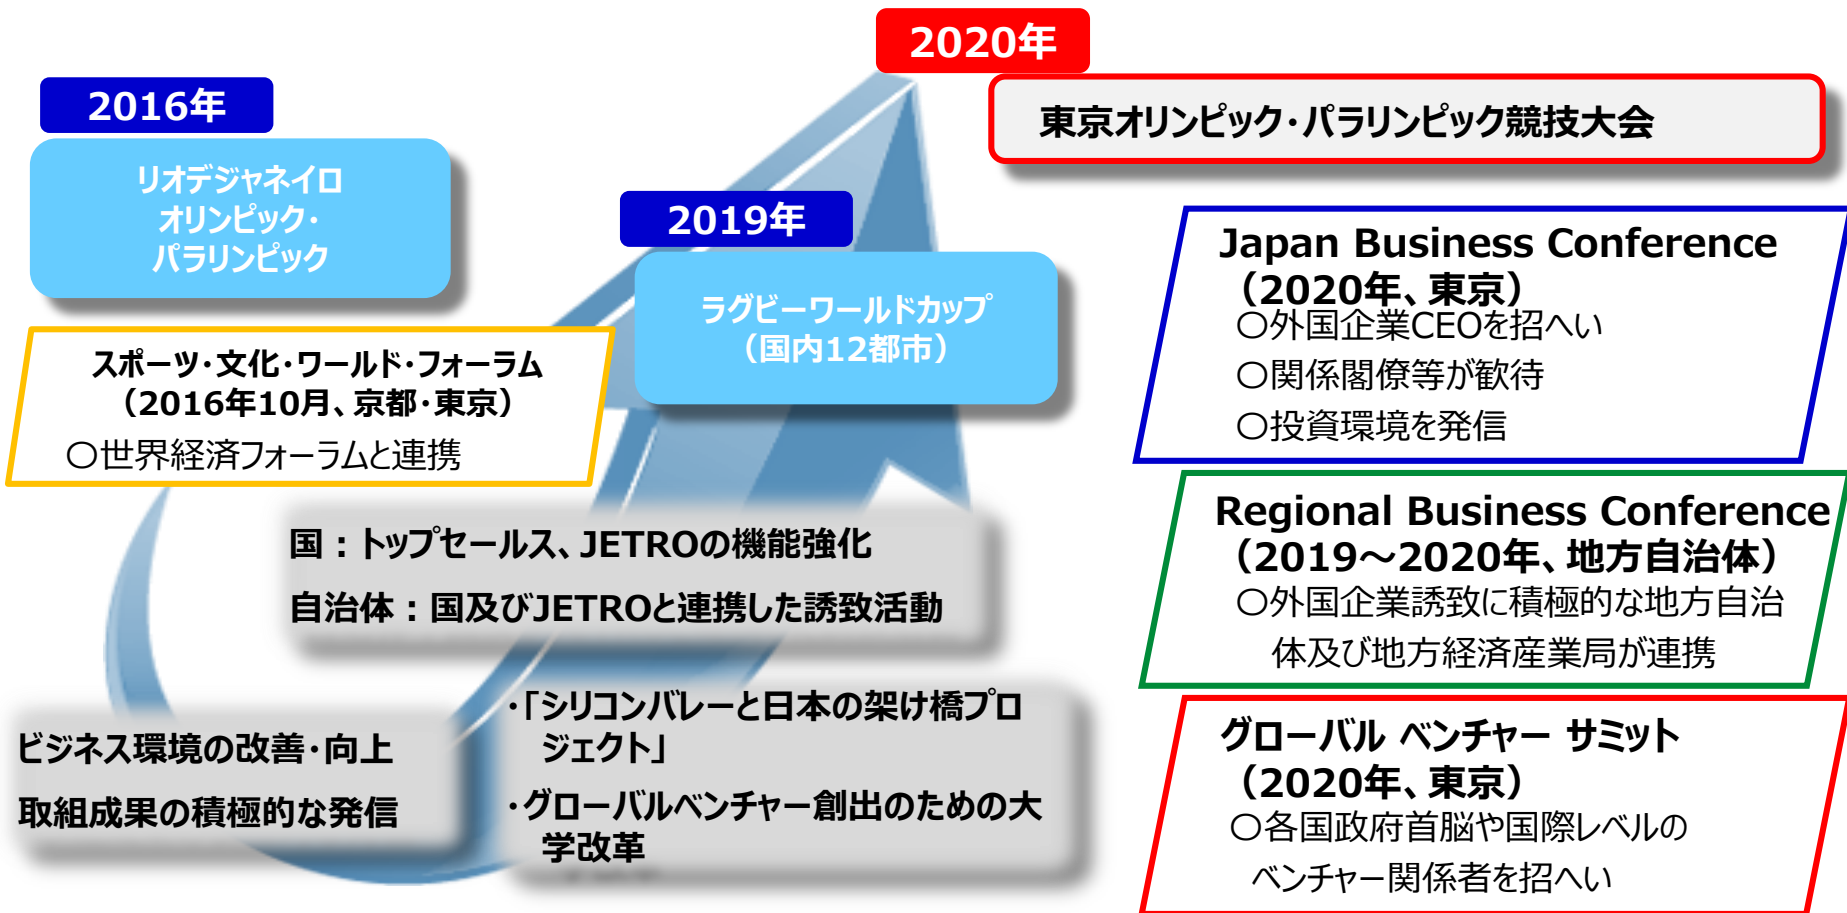 2020年
東京オリンピック・パラリンピック競技大会
2016年
リオデジャネイロ
オリンピック・
パラリンピック
2019年
ラグビーワールドカップ
（国内12都市）
スポーツ・文化・ワールド・フォーラム
（2016年10月、京都・東京）
〇世界経済フォーラムと連携
国：トップセールス、JETROの機能強化
自治体：国及びJETROと連携した誘致活動
ビジネス環境の改善・向上
取組成果の積極的な発信
・「シリコンバレーと日本の架け橋プロ
ジェクト」
・グローバルベンチャー創出のための大
学改革
Japan Business Conference
（2020年、東京）
〇外国企業CEOを招へい
〇関係閣僚等が歓待
〇投資環境を発信
Regional Business Conference
（2019～2020年、地方自治体）
〇外国企業誘致に積極的な地方自治
体及び地方経済産業局が連携
グローバル ベンチャー サミット
（2020年、東京）
〇各国政府首脳や国際レベルの
ベンチャー関係者を招へい